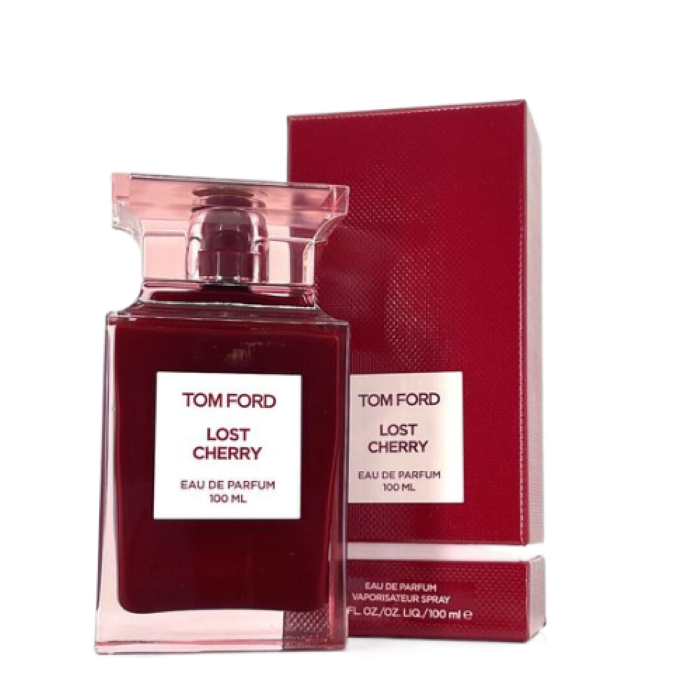 TOM FORD
LOST
CHERRY
EAU DE PARFUM
100 ML
TOM FORD
LOST
CHERRY
EAU DE PARFUM
100 ML
EAU DE PARFUM
VAPORISATEUR SPRAY
FL. OZ./OZ. LIQ./100 ml e